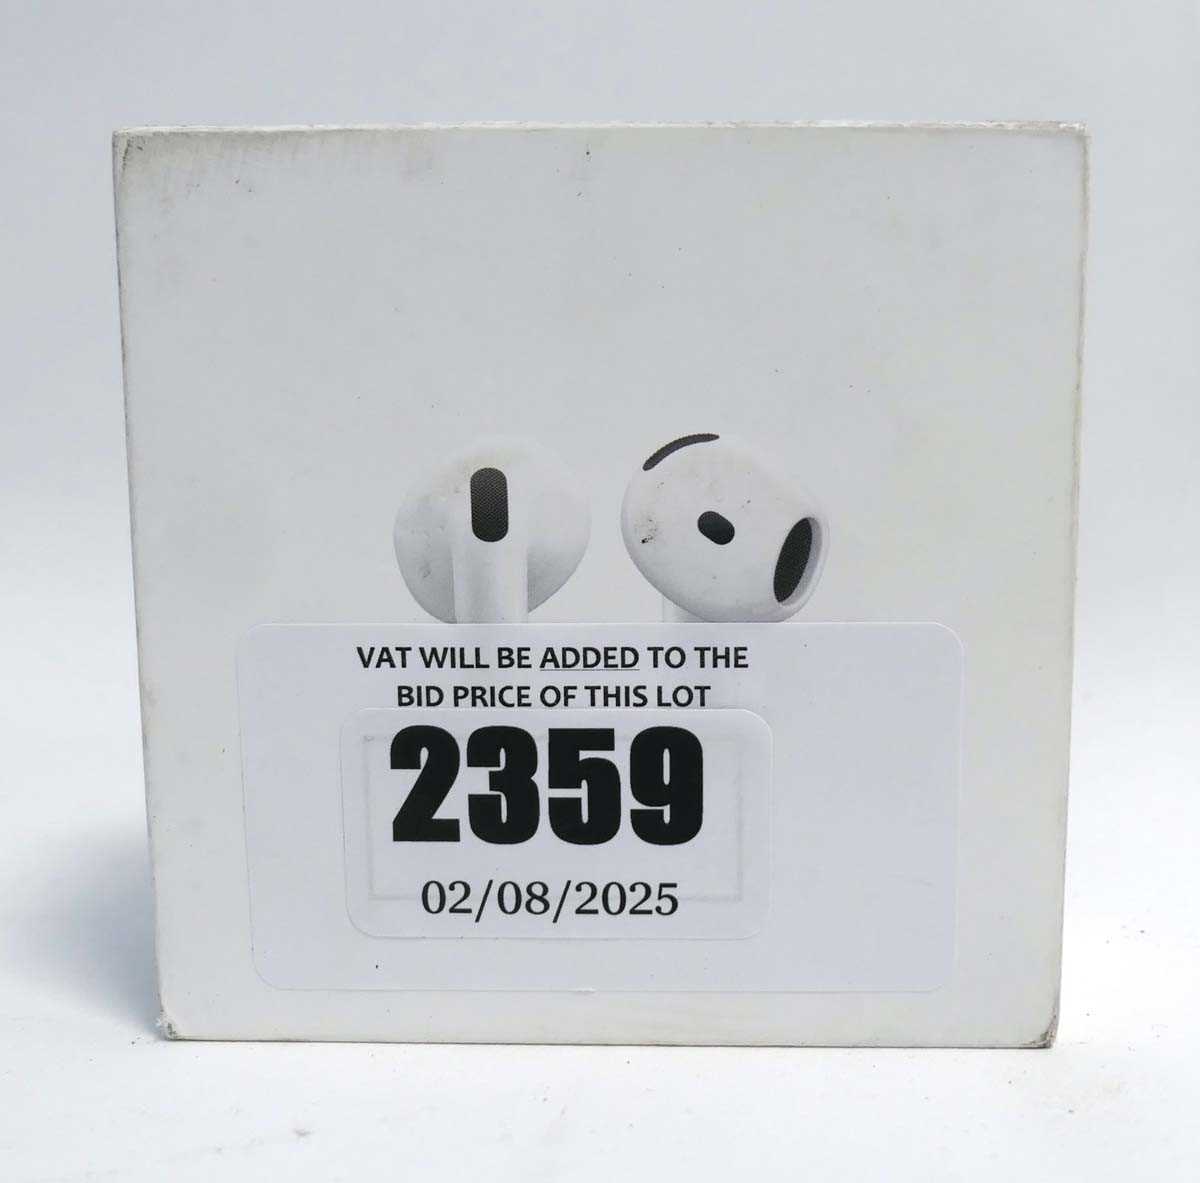 VAT WILL BE ADDED TO THE
BID PRICE OF THIS LOT
2359
02/08/2025